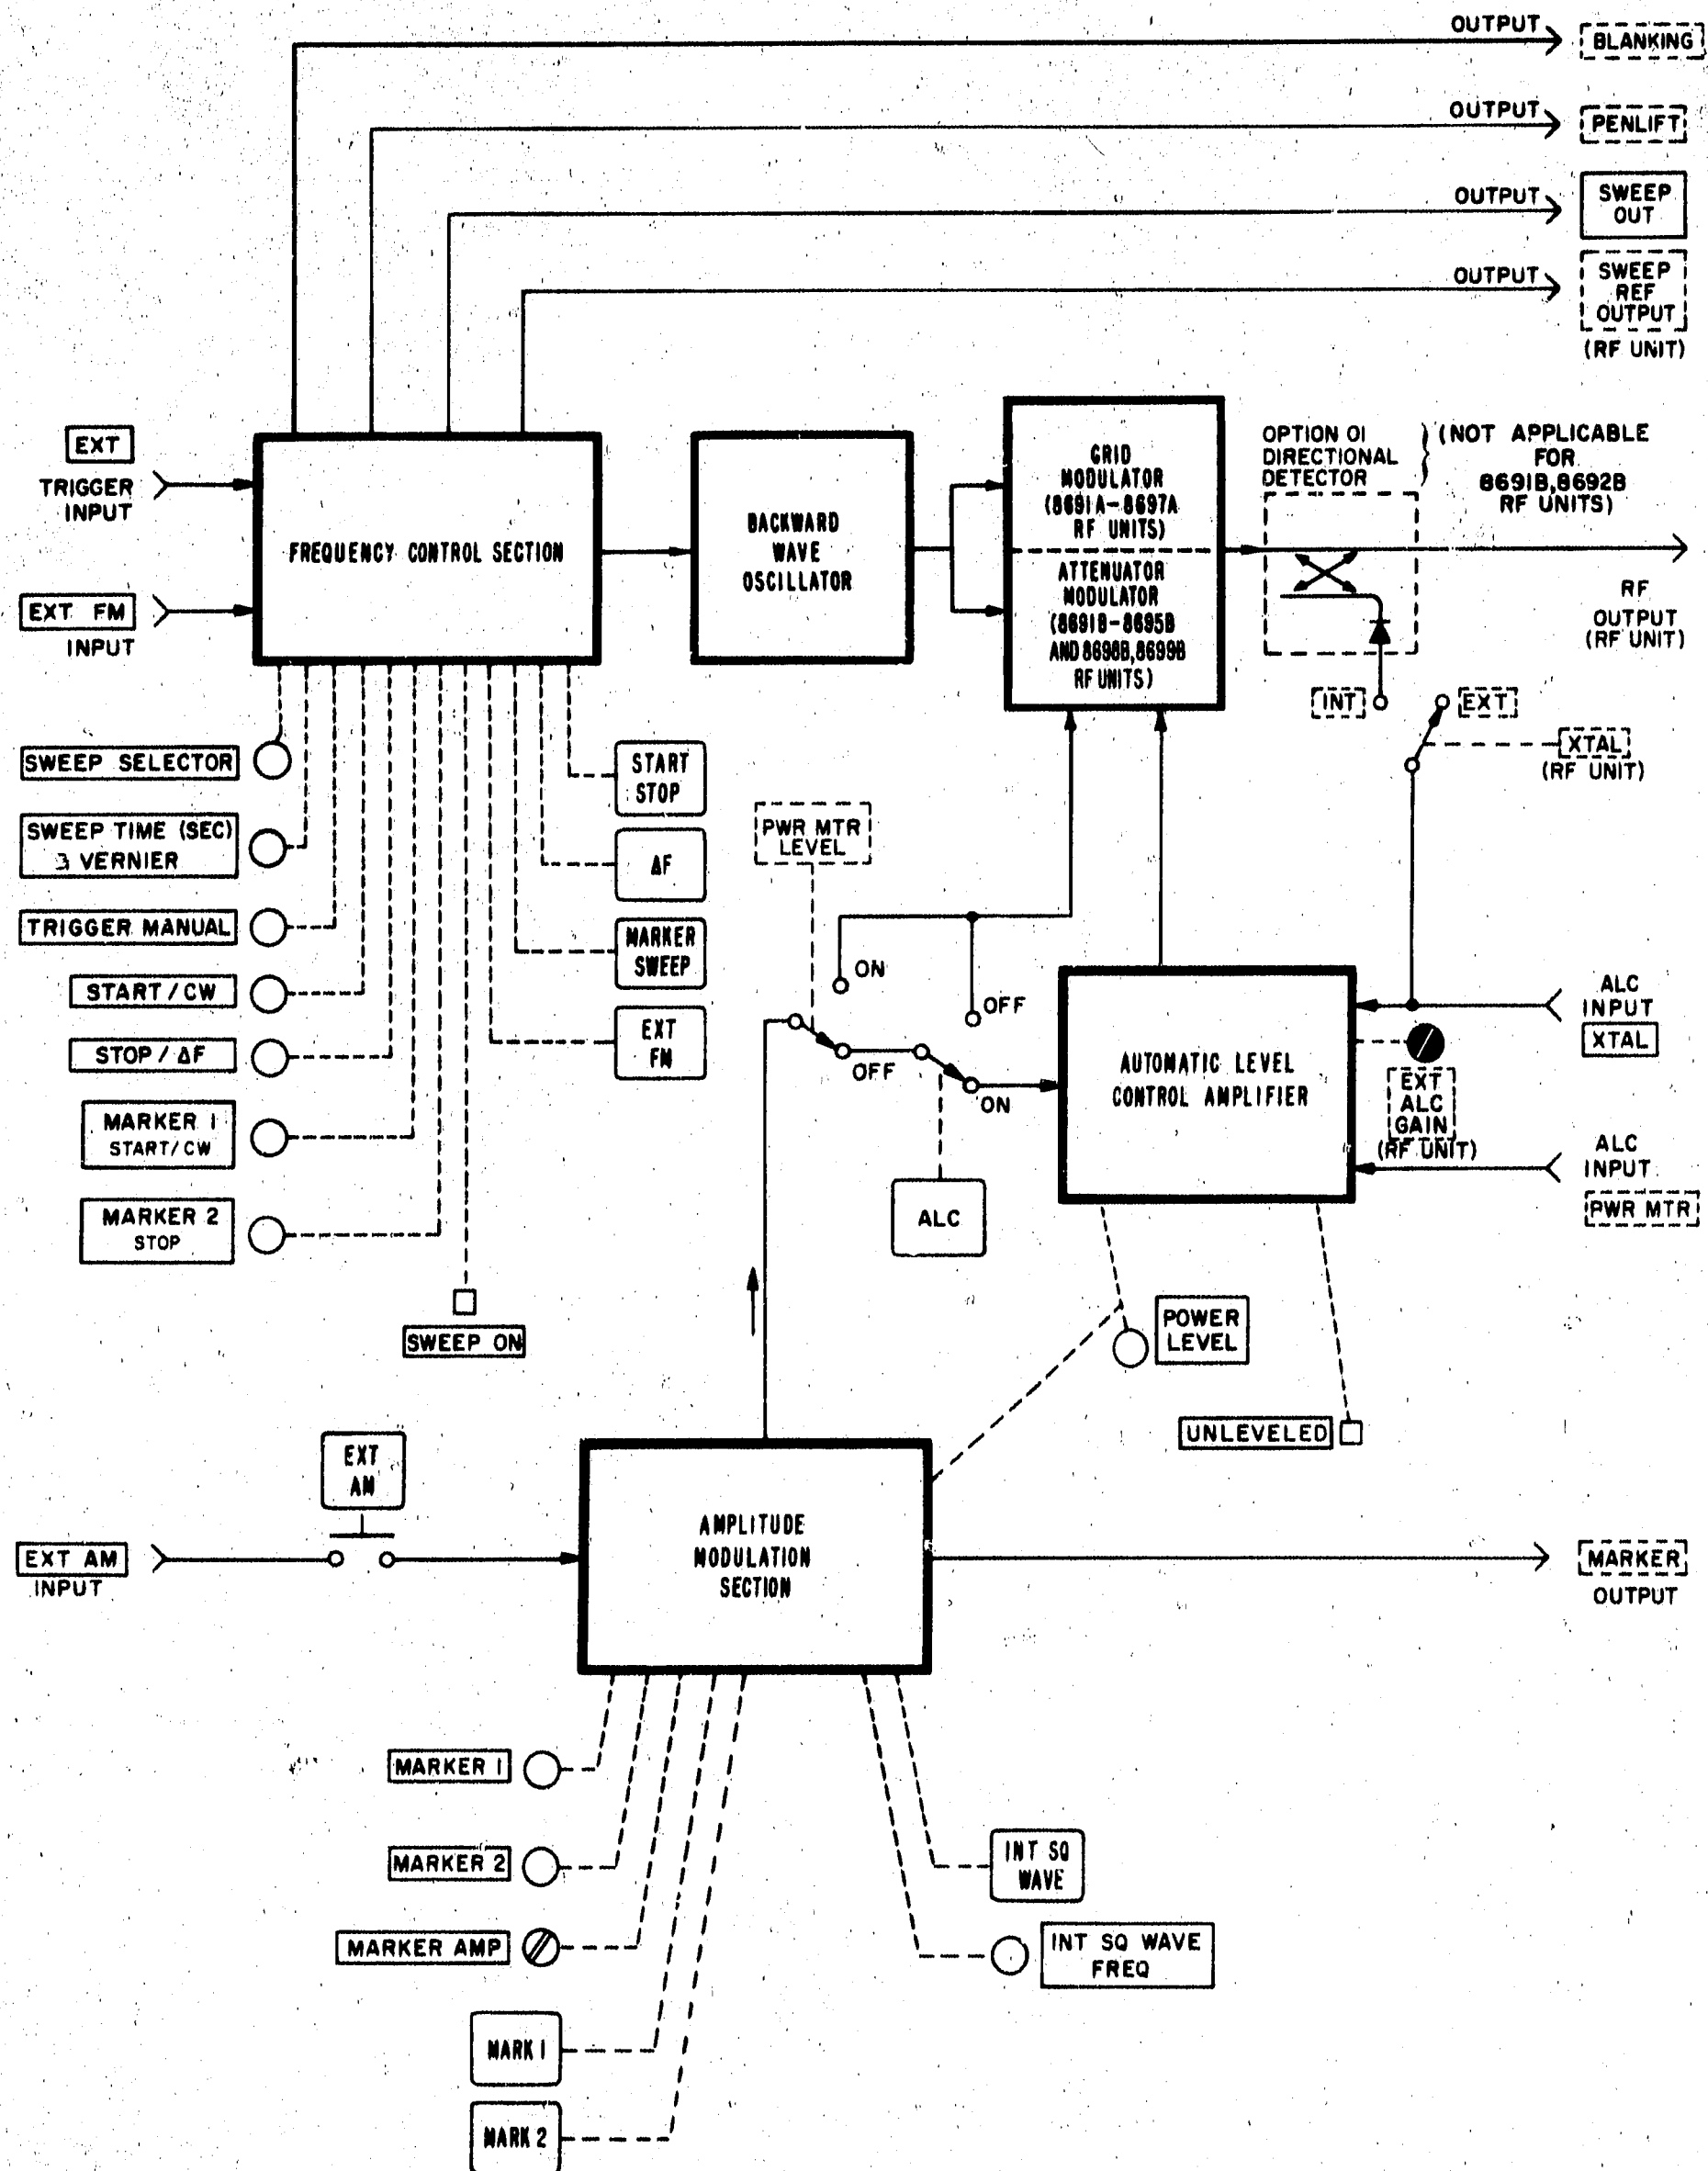 OUTPUT
BLANKING
OUTPUT
PENLIFT
OUTPUT
SWEEP
OUT
OUTPUT
SWEEP
REF
OUTPUT
(RF UNIT)
EXT
TRIGGER
INPUT
EXT FM
INPUT
FREQUENCY CONTROL SECTION
BACKWARD
WAVE
OSCILLATOR
GRID
MODULATOR
(8691A-8697A
RF UNITS)
ATTENUATOR
MODULATOR
(8691B-8695B
AND 8698B,8699B
RF UNITS)
OPTION 01
DIRECTIONAL
DETECTOR
(NOT APPLICABLE
FOR
8691B,8692B
RF UNITS)
RF
OUTPUT
(RF UNIT)
INT
EXT
XTAL
(RF UNIT)
SWEEP SELECTOR
SWEEP TIME (SEC)
VERNIER
TRIGGER MANUAL
START/CW
STOP/ΔF
MARKER 1
START/CW
MARKER 2
STOP
SWEEP ON
START
STOP
ΔF
MARKER
SWEEP
EXT
FM
PWR MTR
LEVEL
ON
OFF
OFF
ON
ALC
AUTOMATIC LEVEL
CONTROL AMPLIFIER
ALC
INPUT
XTAL
EXT
ALC
GAIN
(RF UNIT)
ALC
INPUT
PWR MTR
POWER
LEVEL
UNLEVELED
EXT
AM
EXT AM
INPUT
AMPLITUDE
MODULATION
SECTION
MARKER
OUTPUT
MARKER 1
MARKER 2
MARKER AMP
MARK 1
MARK 2
INT SQ
WAVE
INT SQ WAVE
FREQ